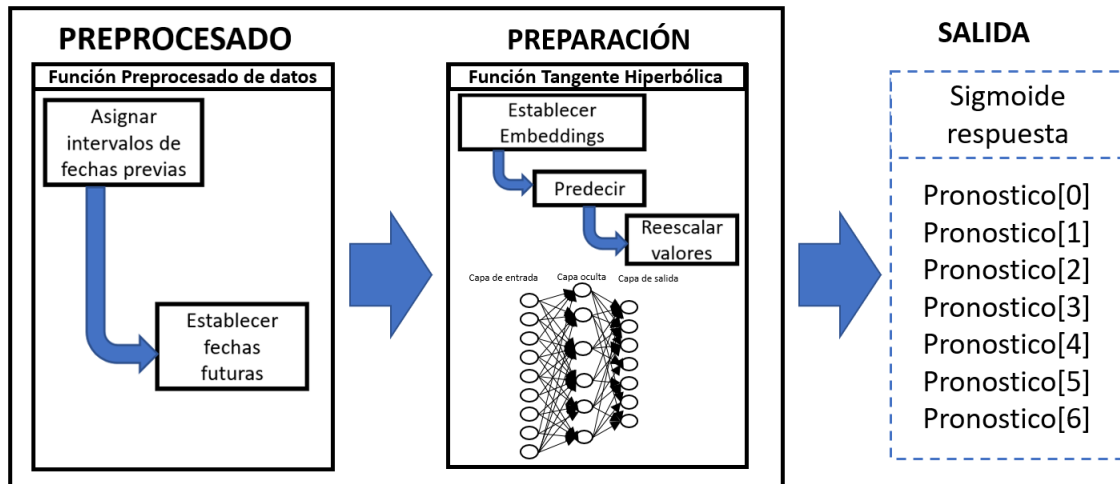 PREPROCESADO
Función Preprocesado de datos
Asignar
intervalos de
fechas previas
Establecer
fechas
futuras
PREPARACIÓN
Función Tangente Hiperbólica
Establecer
Embeddings
Predecir
Reescalar
valores
Capa de entrada
Capa oculta
Capa de salida
SALIDA
Sigmoide
respuesta
Pronostico[0]
Pronostico[1]
Pronostico[2]
Pronostico[3]
Pronostico[4]
Pronostico[5]
Pronostico[6]